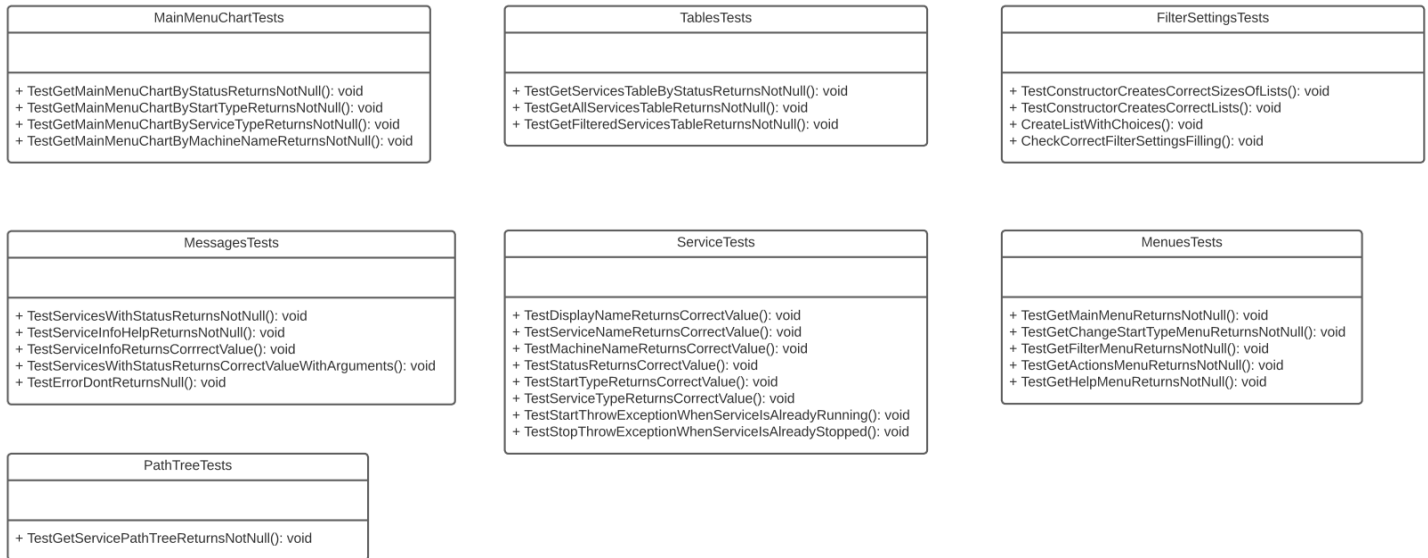 MainMenuChartTests
+ TestGetMainMenuChartByStatusReturnsNotNull(): void
+ TestGetMainMenuChartByStartTypeReturnsNotNull(): void
+ TestGetMainMenuChartByServiceTypeReturnsNotNull(): void
+ TestGetMainMenuChartByMachineNameReturnsNotNull(): void
TablesTests
+ TestGetServicesTableByStatusReturnsNotNull(): void
+ TestGetAllServicesTableReturnsNotNull(): void
+ TestGetFilteredServicesTableReturnsNotNull(): void
FilterSettingsTests
+ TestConstructorCreatesCorrectSizesOfLists(): void
+ TestConstructorCreatesCorrectLists(): void
+ CreateListWithChoices(): void
+ CheckCorrectFilterSettingsFilling(): void
MessagesTests
+ TestServicesWithStatusReturnsNotNull(): void
+ TestServiceInfoHelpReturnsNotNull(): void
+ TestServiceInfoReturnsCorrrectValue(): void
+ TestServicesWithStatusReturnsCorrectValueWithArguments(): void
+ TestErrorDontReturnsNull(): void
ServiceTests
+ TestDisplayNameReturnsCorrectValue(): void
+ TestServiceNameReturnsCorrectValue(): void
+ TestMachineNameReturnsCorrectValue(): void
+ TestStatusReturnsCorrectValue(): void
+ TestStartTypeReturnsCorrectValue(): void
+ TestServiceTypeReturnsCorrectValue(): void
+ TestStartThrowExceptionWhenServiceIsAlreadyRunning(): void
+ TestStopThrowExceptionWhenServiceIsAlreadyStopped(): void
MenuesTests
+ TestGetMainMenuReturnsNotNull(): void
+ TestGetChangeStartTypeMenuReturnsNotNull(): void
+ TestGetFilterMenuReturnsNotNull(): void
+ TestGetActionsMenuReturnsNotNull(): void
+ TestGetHelpMenuReturnsNotNull(): void
PathTreeTests
+ TestGetServicePathTreeReturnsNotNull(): void